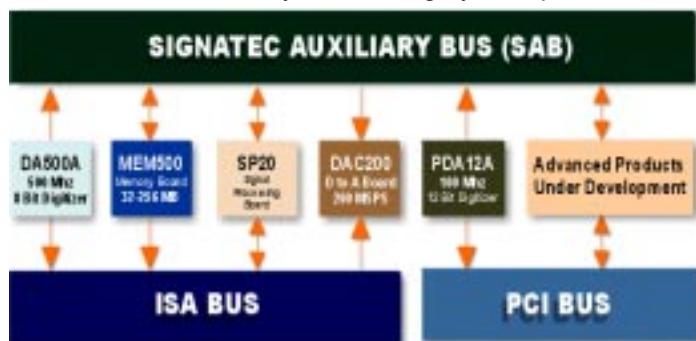 SIGNATEC AUXILIARY BUS (SAB)
DA500A
500 Mhz
8 Bit Digitizer
MEM500
Memory Board
32-256 MB
SP20
Signal
Processing
Board
DAC200
D to A Board
200 MSPS
PDA12A
100 Mhz
12 Bit Digitizer
Advanced Products
Under Development
ISA BUS
PCI BUS